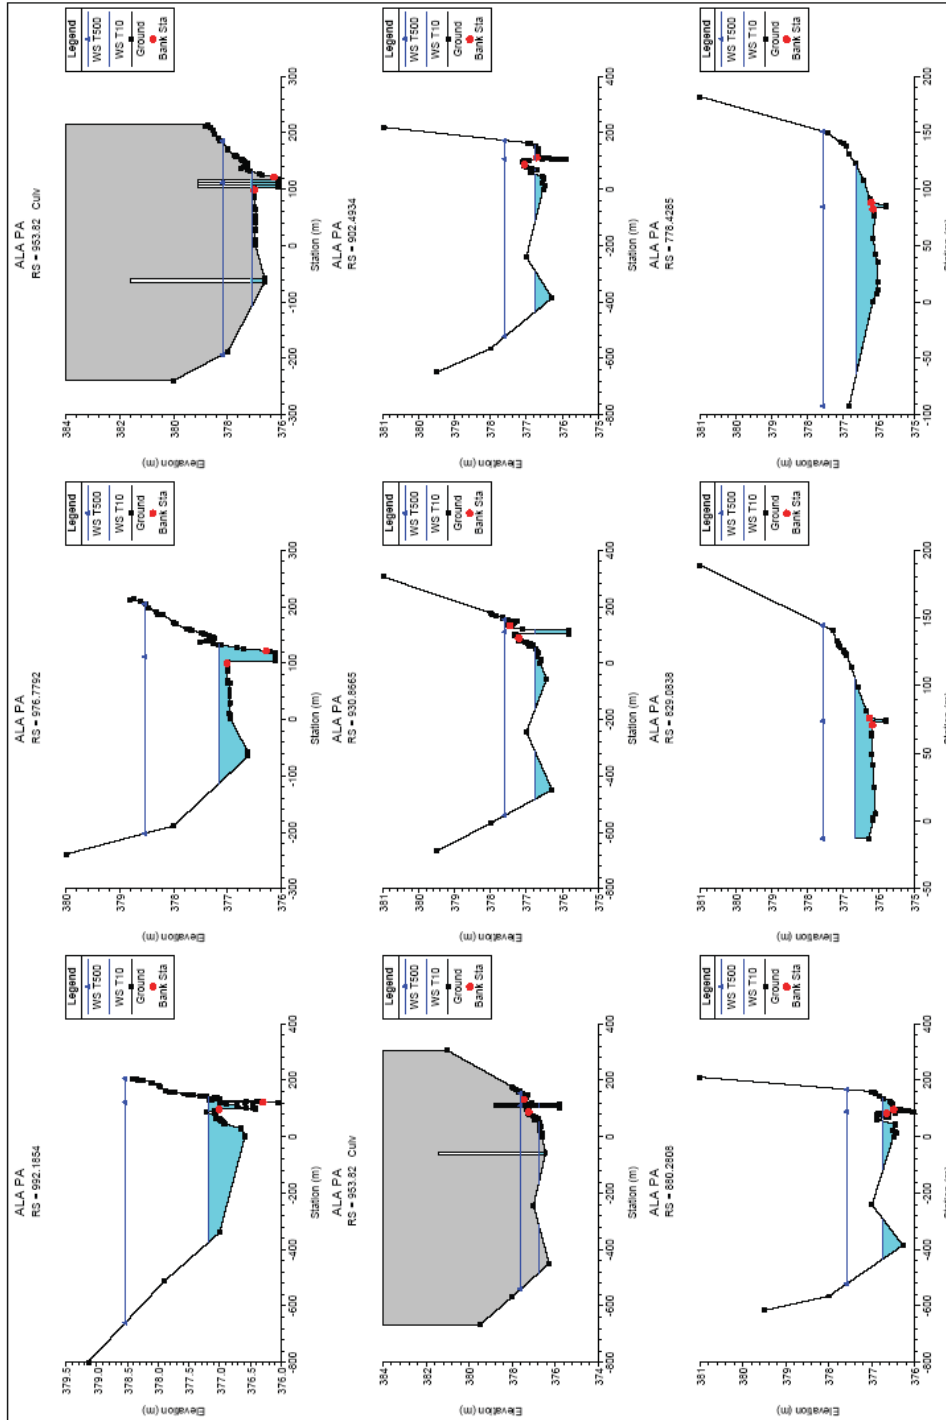 ALA PA
RS = 992.1854
Legend
WS T500
WS T10
Ground
Bank Sta
Elevation (m)
379.5
379.0
378.5
378.0
377.5
377.0
376.5
376.0
-800 -600 -400 -200 0 200 400
Station (m)
ALA PA
RS = 976.7792
Legend
WS T500
WS T10
Ground
Bank Sta
Elevation (m)
380
379
378
377
376
-300 -200 -100 0 100 200 300
Station (m)
ALA PA
RS = 953.82 Culv
Legend
WS T500
WS T10
Ground
Bank Sta
Elevation (m)
384
382
380
378
376
-300 -200 -100 0 100 200 300
Station (m)
ALA PA
RS = 953.82 Culv
Legend
WS T500
WS T10
Ground
Bank Sta
Elevation (m)
384
382
380
378
376
374
-800 -600 -400 -200 0 200 400
Station (m)
ALA PA
RS = 930.8665
Legend
WS T500
WS T10
Ground
Bank Sta
Elevation (m)
381
380
379
378
377
376
375
-800 -600 -400 -200 0 200 400
Station (m)
ALA PA
RS = 902.4934
Legend
WS T500
WS T10
Ground
Bank Sta
Elevation (m)
381
380
379
378
377
376
375
-800 -600 -400 -200 0 200 400
Station (m)
ALA PA
RS = 880.2808
Legend
WS T500
WS T10
Ground
Bank Sta
Elevation (m)
381
380
379
378
377
376
-800 -600 -400 -200 0 200 400
Station (m)
ALA PA
RS = 829.0838
Legend
WS T500
WS T10
Ground
Bank Sta
Elevation (m)
381
380
379
378
377
376
375
-50 0 50 100 150 200
Station (m)
ALA PA
RS = 778.4285
Legend
WS T500
WS T10
Ground
Bank Sta
Elevation (m)
381
380
379
378
377
376
375
-100 -50 0 50 100 150 200
Station (m)